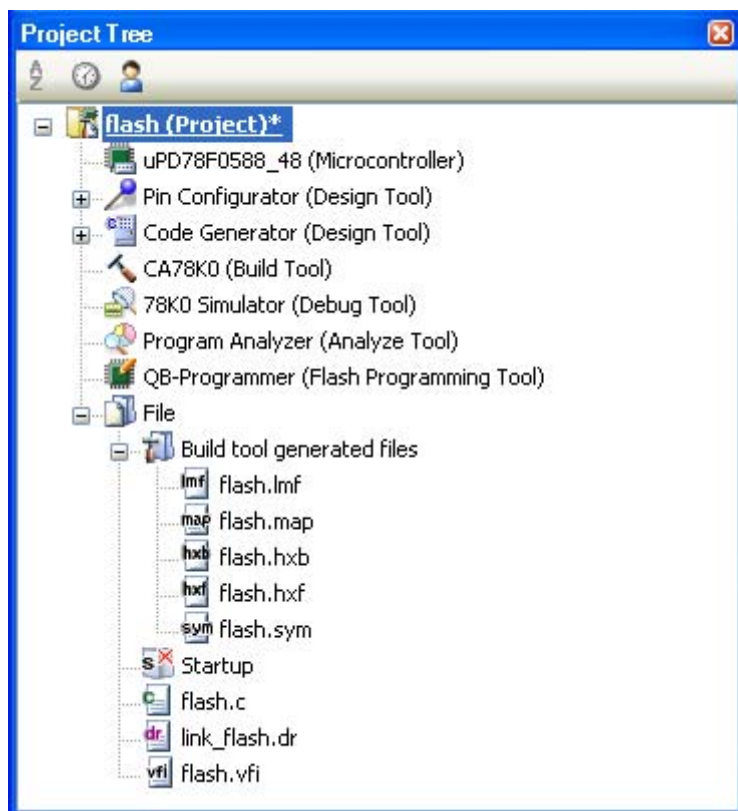 Project Tree
flash (Project)*
uPD78F0588_48 (Microcontroller)
Pin Configurator (Design Tool)
Code Generator (Design Tool)
CA78K0 (Build Tool)
78K0 Simulator (Debug Tool)
Program Analyzer (Analyze Tool)
QB-Programmer (Flash Programming Tool)
File
Build tool generated files
lmf flash.lmf
map flash.map
hxb flash.hxb
hxf flash.hxf
sym flash.sym
S Startup
C flash.c
dr link_flash.dr
vfi flash.vfi